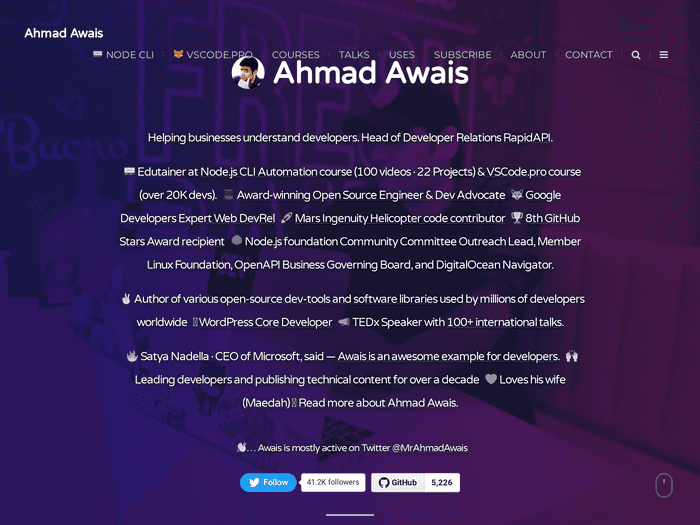 Ahmad Awais
NODE CLI VSCODE.PRO COURSES TALKS USES SUBSCRIBE ABOUT CONTACT
Ahmad Awais
Helping businesses understand developers. Head of Developer Relations RapidAPI.
Edutainer at Node.js CLI Automation course (100 videos · 22 Projects) & VSCode.pro course
(over 20K devs). Award-winning Open Source Engineer & Dev Advocate Google
Developers Expert Web DevRel Mars Ingenuity Helicopter code contributor 8th GitHub
Stars Award recipient Node.js foundation Community Committee Outreach Lead, Member
Linux Foundation, OpenAPI Business Governing Board, and DigitalOcean Navigator.
Author of various open-source dev-tools and software libraries used by millions of developers
worldwide WordPress Core Developer TEDx Speaker with 100+ international talks.
Satya Nadella · CEO of Microsoft, said — Awais is an awesome example for developers.
Leading developers and publishing technical content for over a decade Loves his wife
(Maedah) Read more about Ahmad Awais.
… Awais is mostly active on Twitter @MrAhmadAwais
Follow 41.2K followers GitHub 5,226